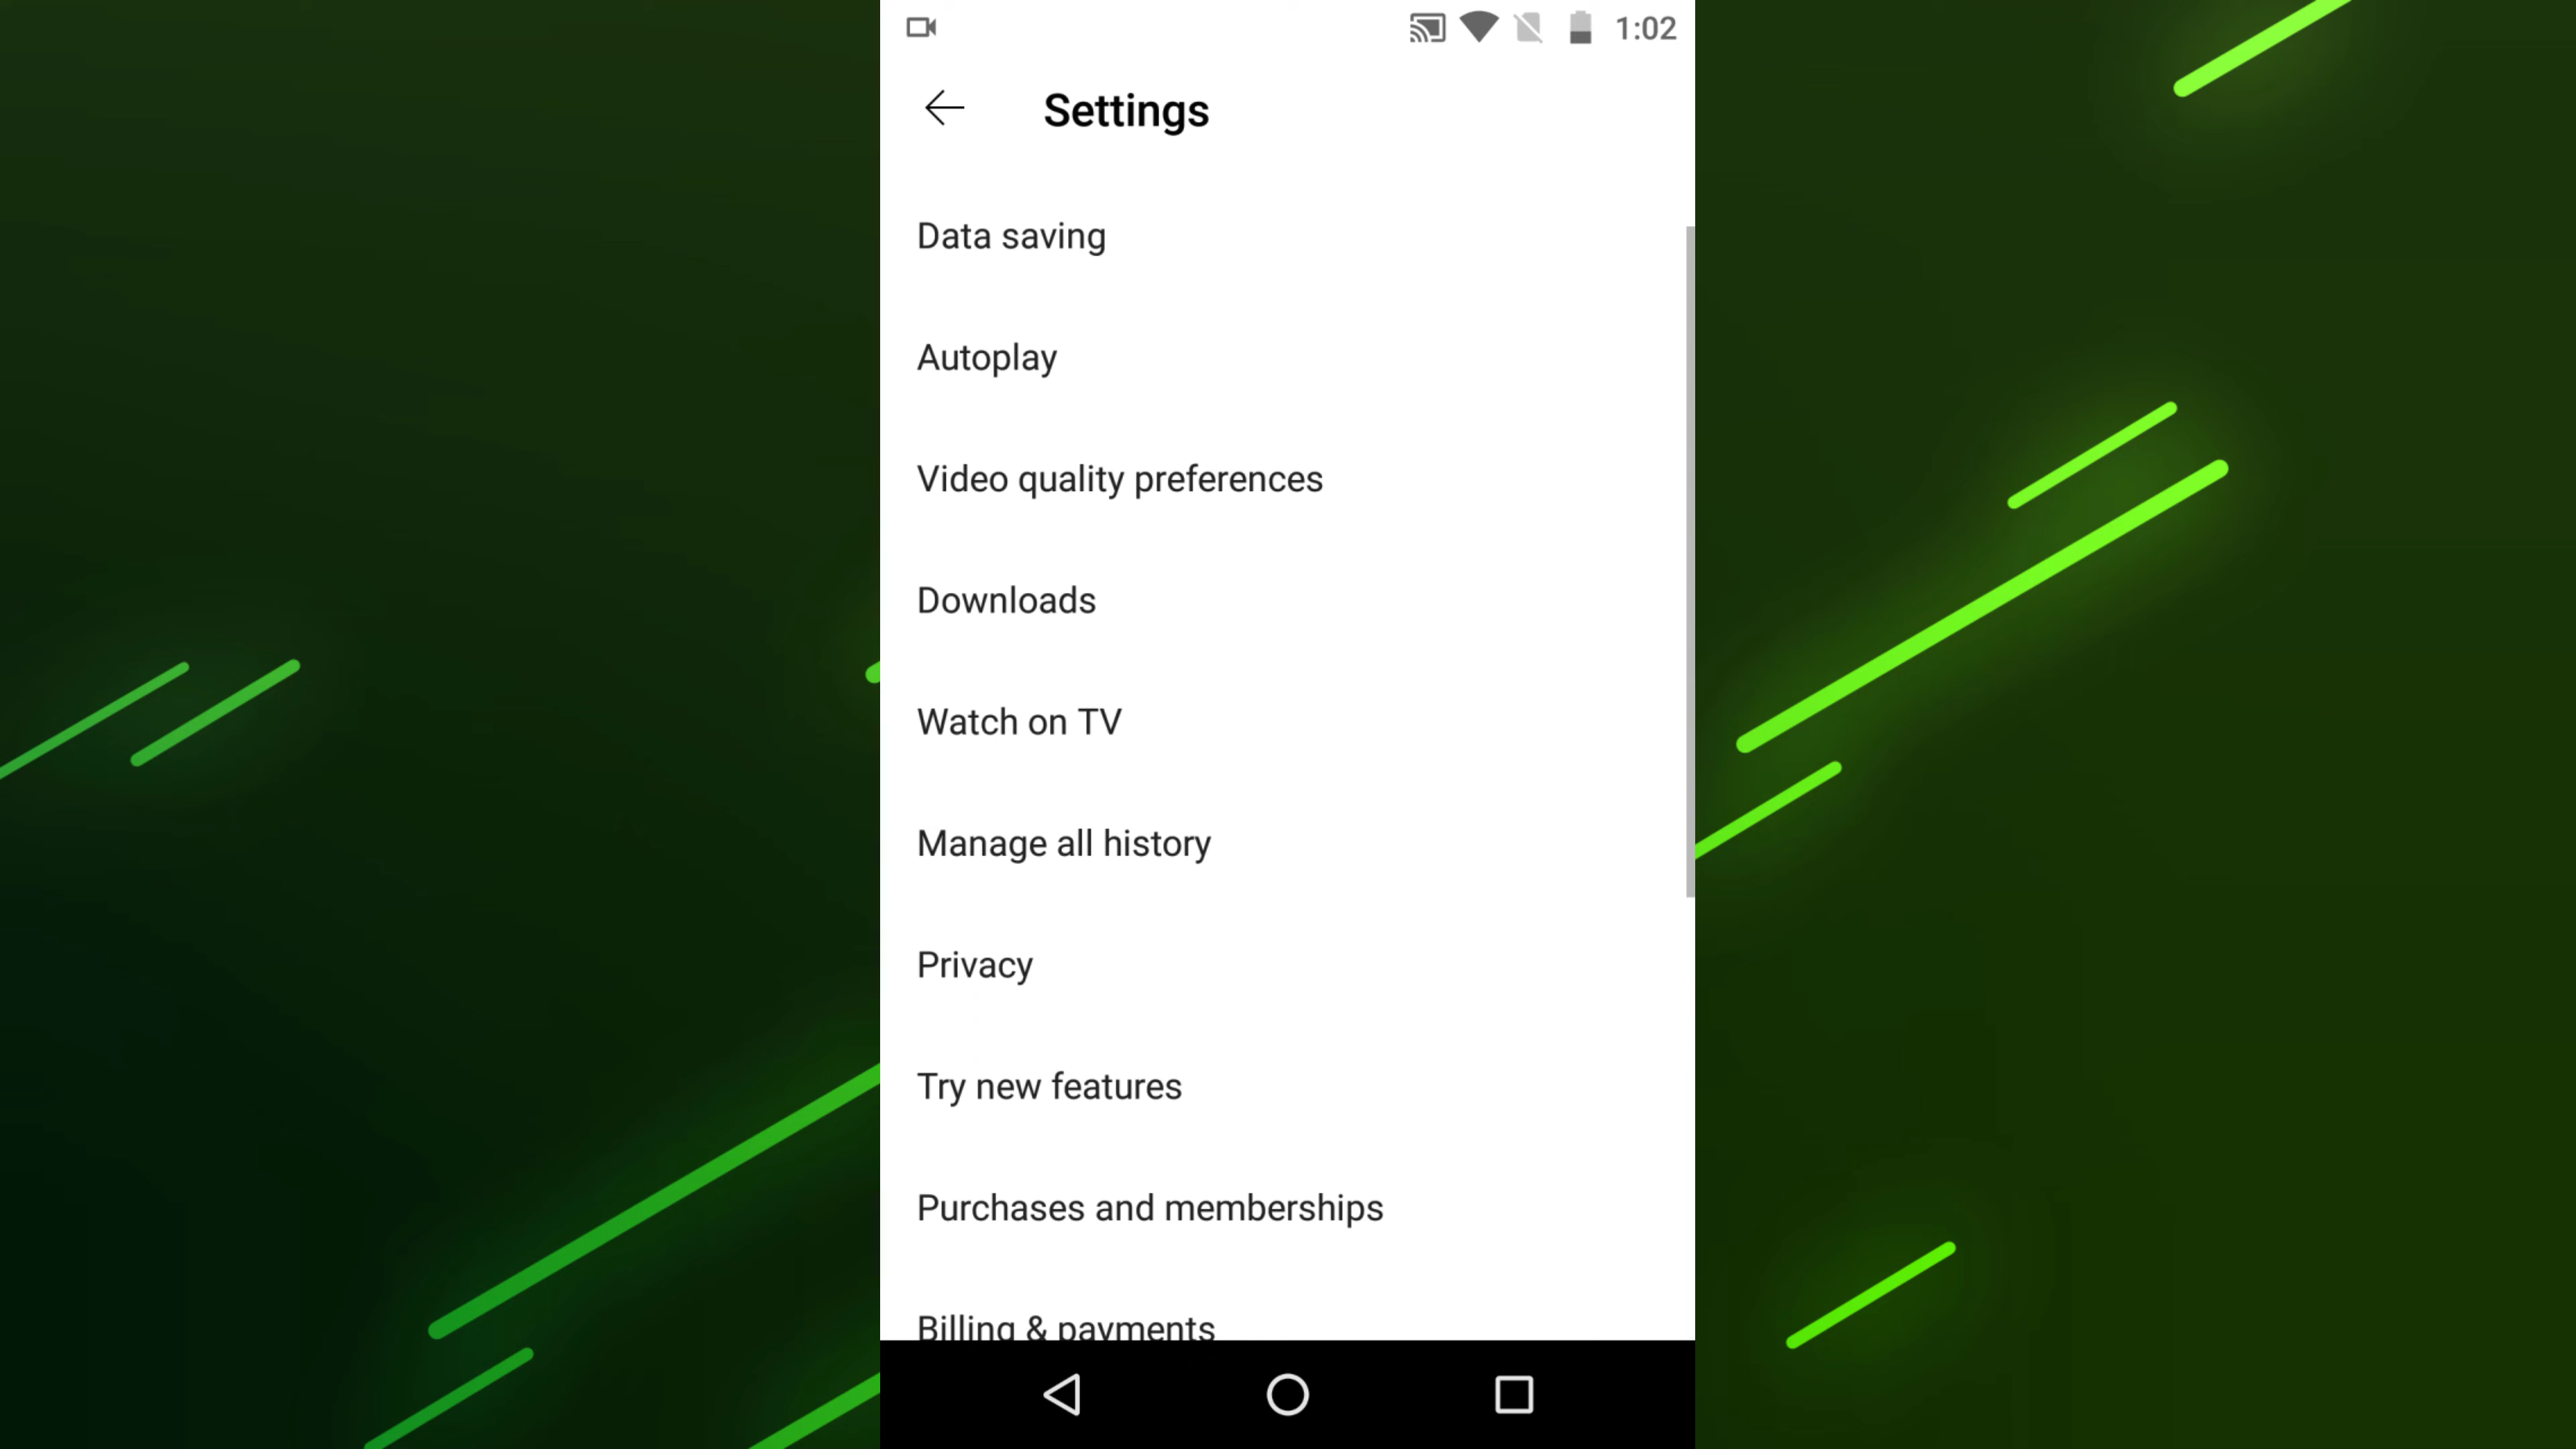 1:02
Settings
Data saving
Autoplay
Video quality preferences
Downloads
Watch on TV
Manage all history
Privacy
Try new features
Purchases and memberships
Billing & payments